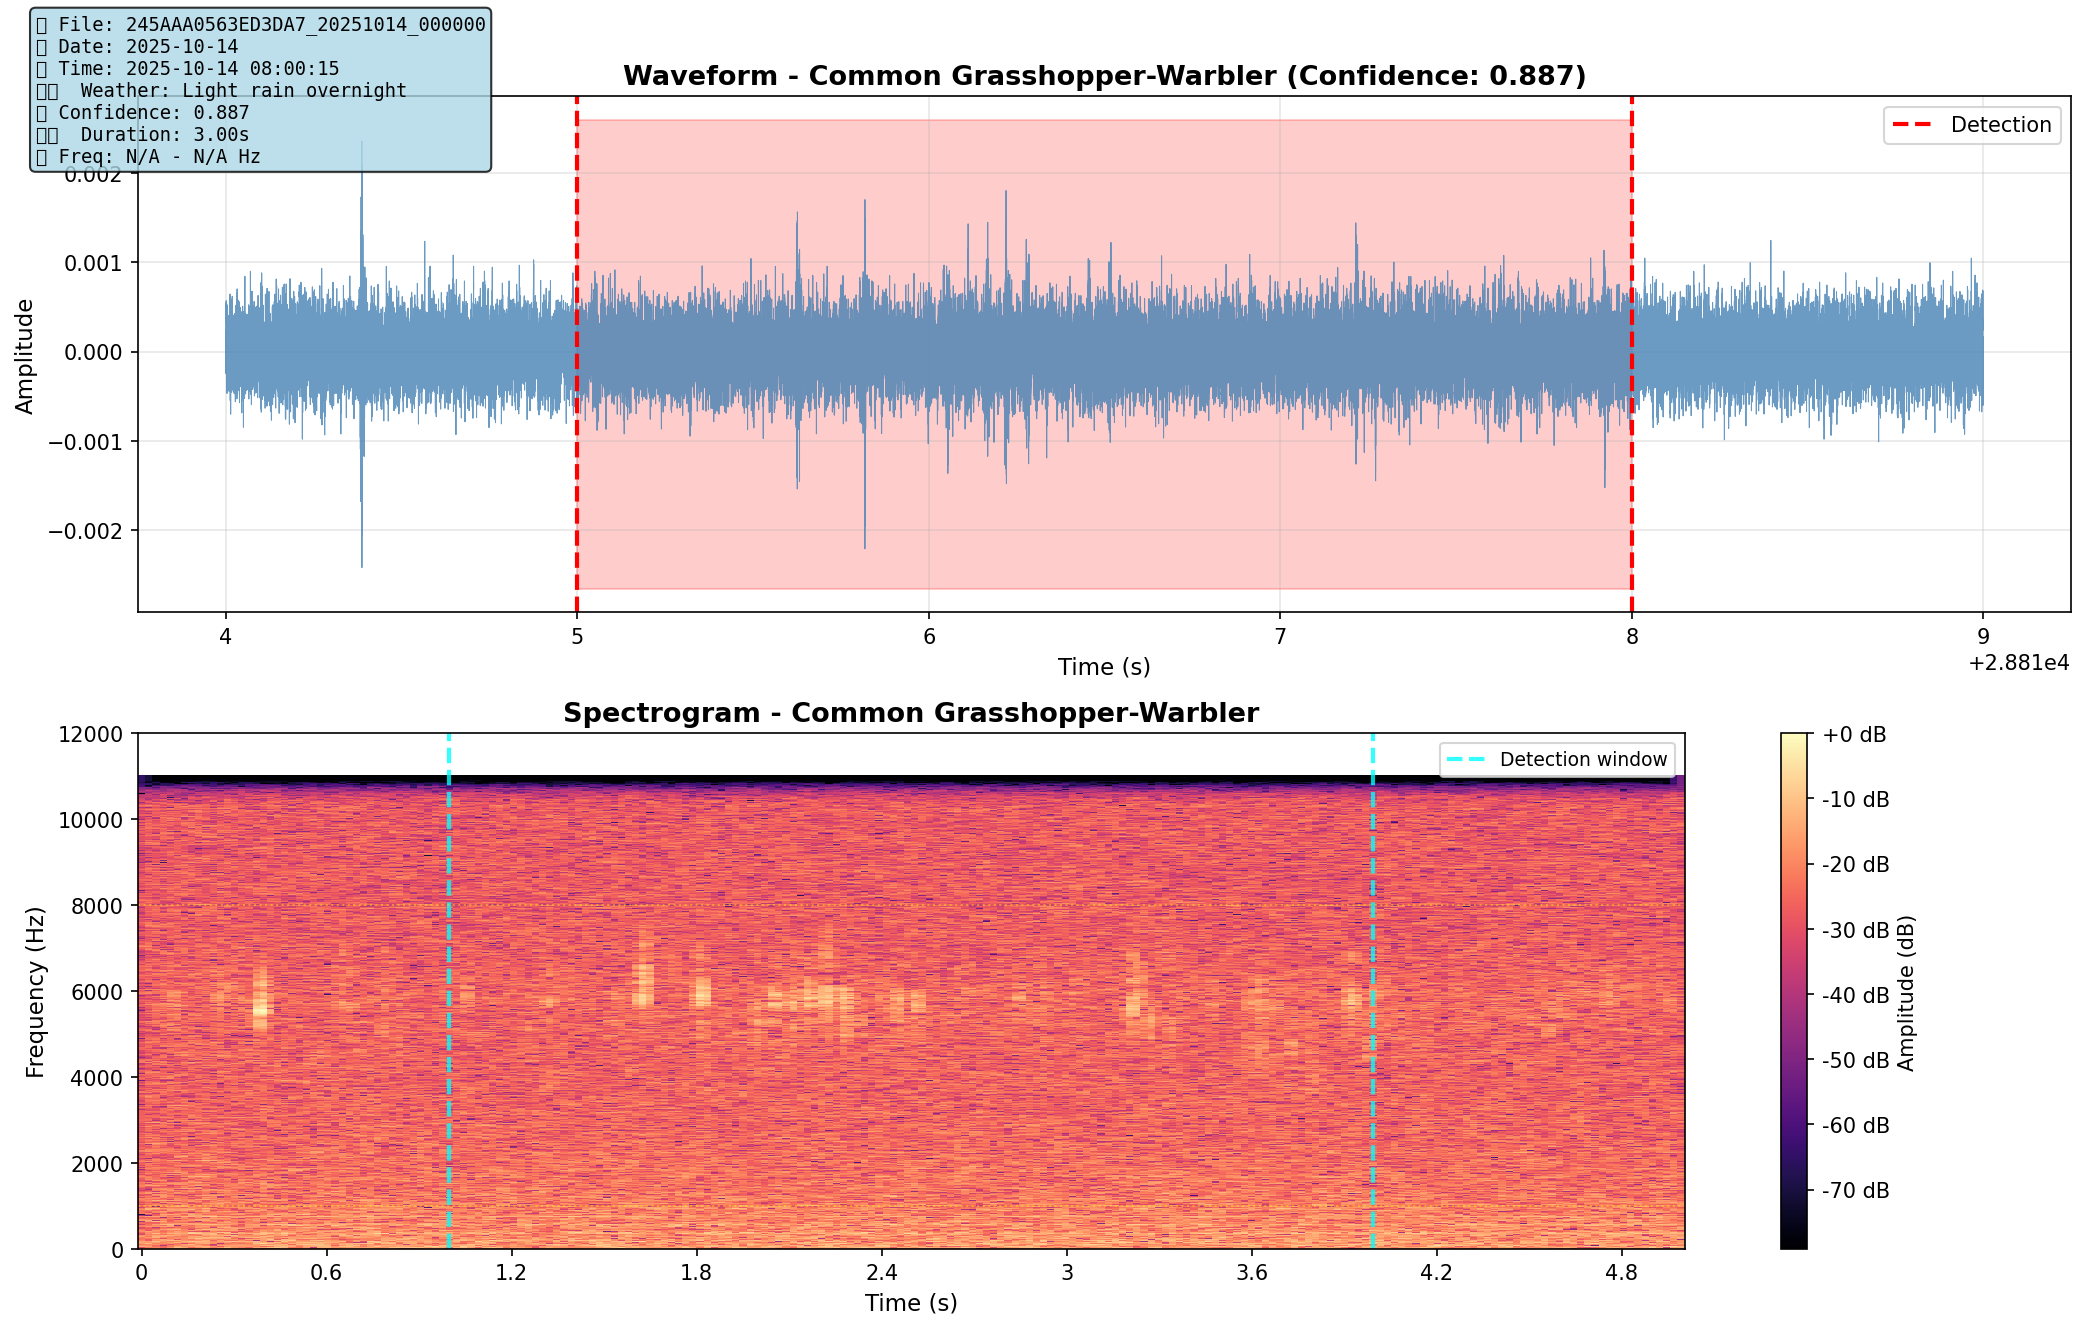 File: 245AAA0563ED3DA7_20251014_000000
Date: 2025-10-14
Time: 2025-10-14 08:00:15
Weather: Light rain overnight
Confidence: 0.887
Duration: 3.00s
Freq: N/A - N/A Hz
Waveform - Common Grasshopper-Warbler (Confidence: 0.887)
Detection
Amplitude
0.002
0.001
0.000
−0.001
−0.002
4 5 6 7 8 9
+2.881e4
Time (s)
Spectrogram - Common Grasshopper-Warbler
Detection window
Frequency (Hz)
12000
10000
8000
6000
4000
2000
0
0 0.6 1.2 1.8 2.4 3 3.6 4.2 4.8
Time (s)
+0 dB
-10 dB
-20 dB
-30 dB
-40 dB
-50 dB
-60 dB
-70 dB
Amplitude (dB)